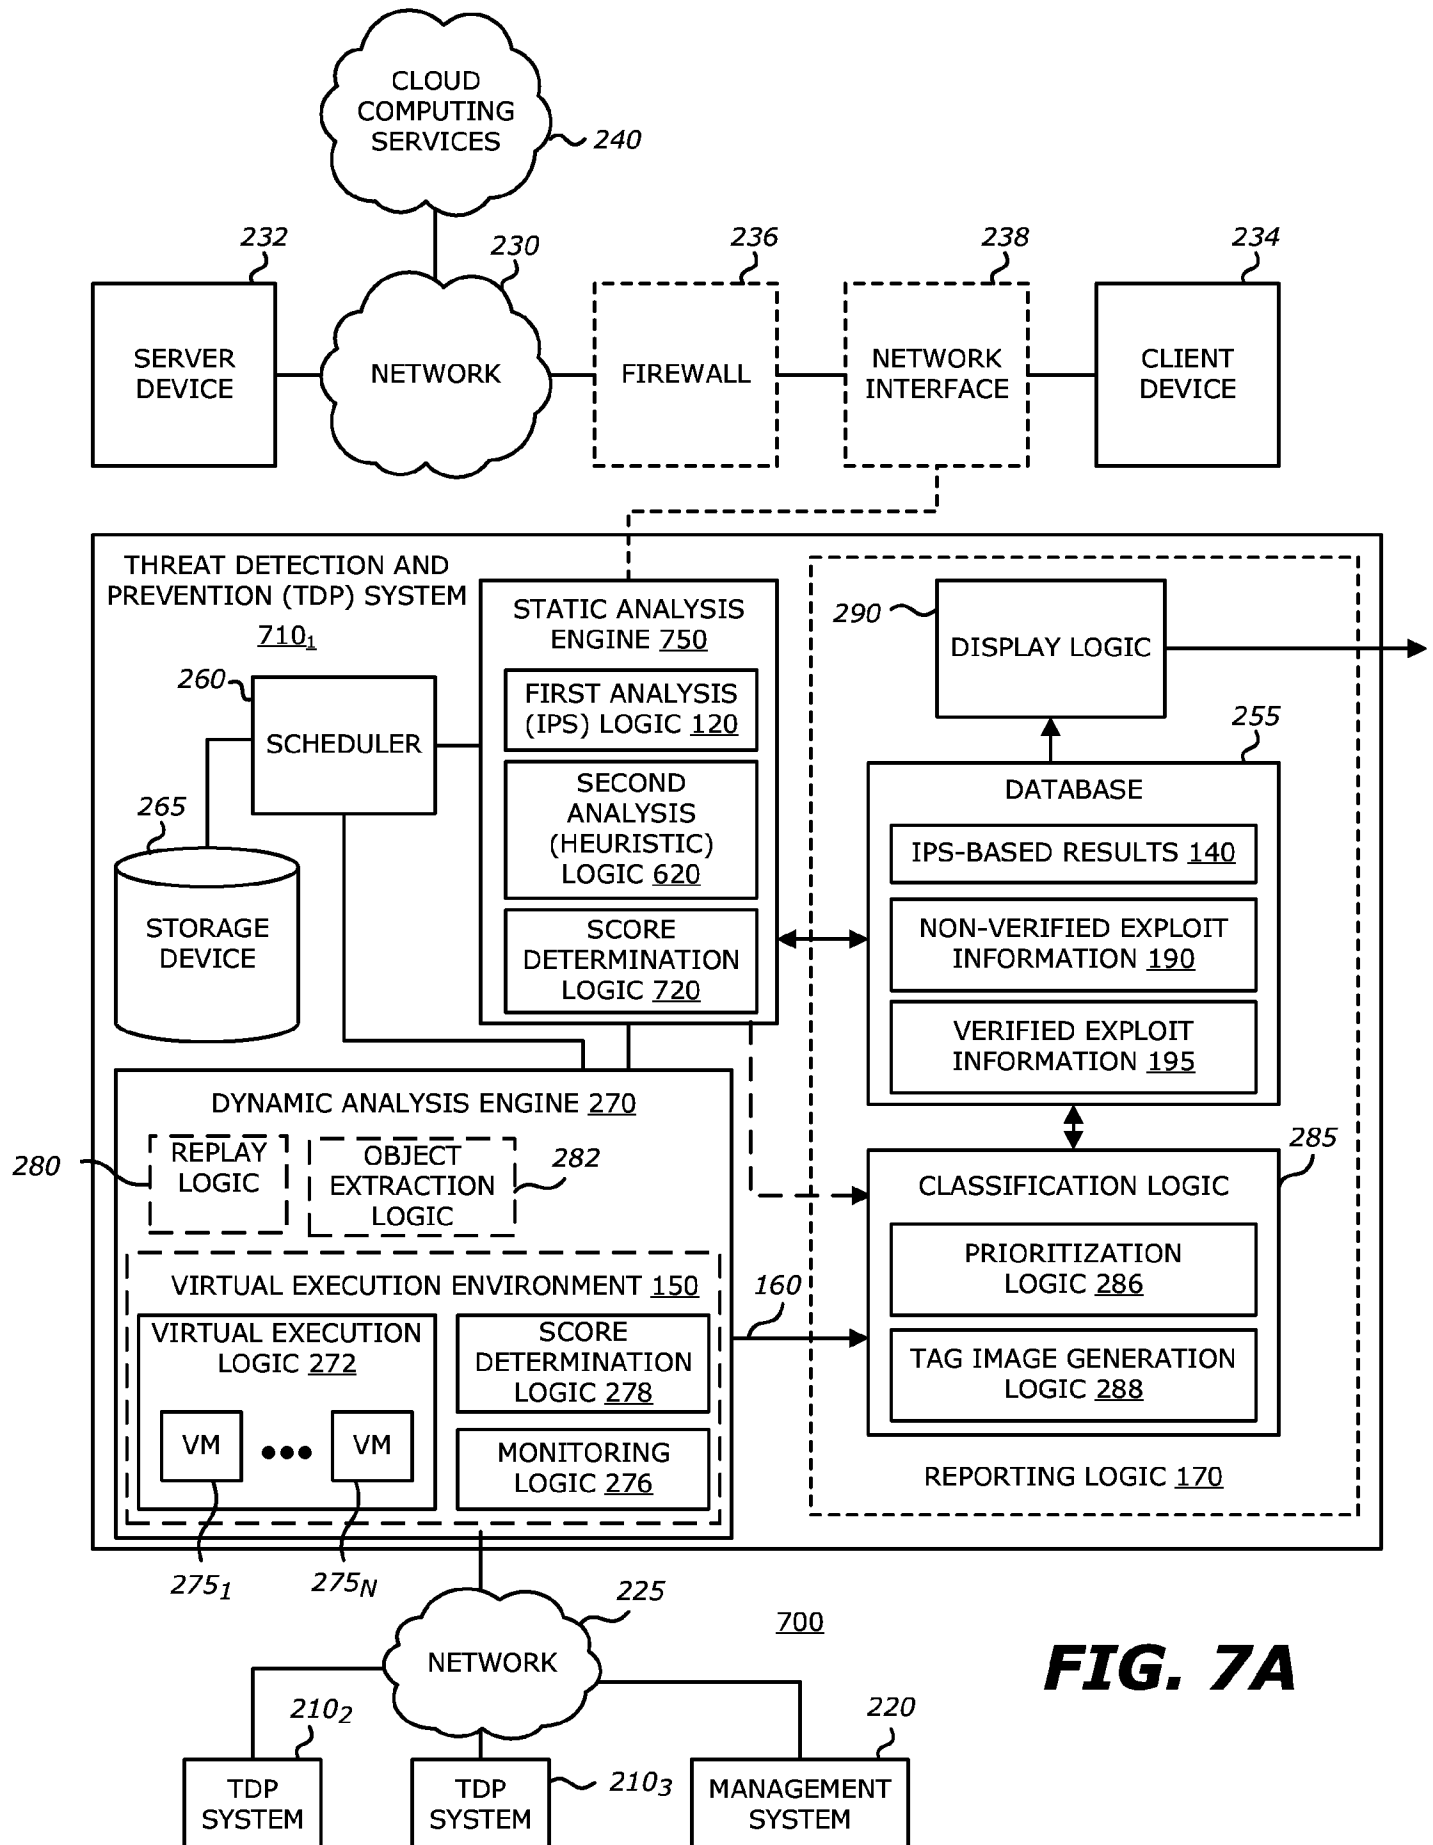 CLOUD
COMPUTING
SERVICES
240
232
230
236
238
234
SERVER
DEVICE
NETWORK
FIREWALL
NETWORK
INTERFACE
CLIENT
DEVICE
THREAT DETECTION AND
PREVENTION (TDP) SYSTEM
710₁
STATIC ANALYSIS
ENGINE 750
FIRST ANALYSIS
(IPS) LOGIC 120
SECOND
ANALYSIS
(HEURISTIC)
LOGIC 620
SCORE
DETERMINATION
LOGIC 720
260
SCHEDULER
265
STORAGE
DEVICE
290
DISPLAY LOGIC
255
DATABASE
IPS-BASED RESULTS 140
NON-VERIFIED EXPLOIT
INFORMATION 190
VERIFIED EXPLOIT
INFORMATION 195
DYNAMIC ANALYSIS ENGINE 270
280
REPLAY
LOGIC
OBJECT
EXTRACTION
LOGIC
282
285
CLASSIFICATION LOGIC
PRIORITIZATION
LOGIC 286
TAG IMAGE GENERATION
LOGIC 288
REPORTING LOGIC 170
VIRTUAL EXECUTION ENVIRONMENT 150
160
VIRTUAL EXECUTION
LOGIC 272
VM
VM
SCORE
DETERMINATION
LOGIC 278
MONITORING
LOGIC 276
275₁
275N
225
NETWORK
700
FIG. 7A
210₂
TDP
SYSTEM
TDP
SYSTEM
210₃
220
MANAGEMENT
SYSTEM